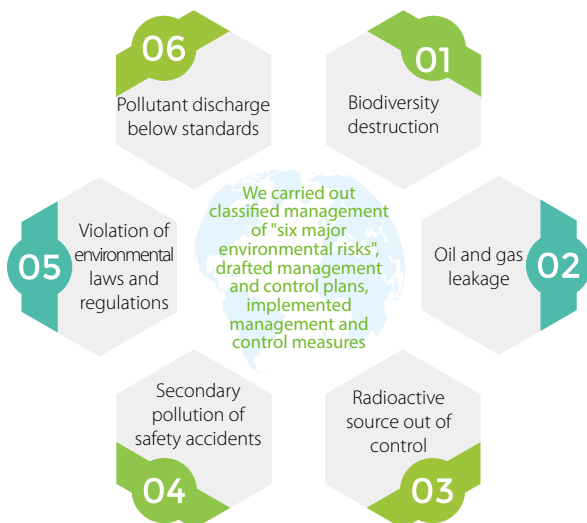 06
Pollutant discharge
below standards
01
Biodiversity
destruction
We carried out
classified management
of "six major
environmental risks",
drafted management
and control plans,
implemented
management and
control measures
05
Violation of
environmental
laws and
regulations
02
Oil and gas
leakage
Secondary
pollution of
safety accidents
04
Radioactive
source out of
control
03